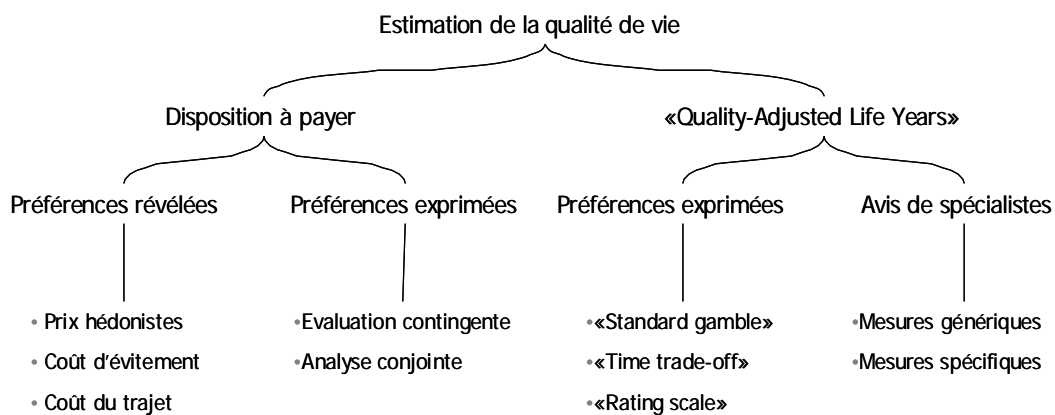 Estimation de la qualité de vie
Disposition à payer
«Quality-Adjusted Life Years»
Préférences révélées
Préférences exprimées
Préférences exprimées
Avis de spécialistes
• Prix hédonistes
• Coût d'évitement
• Coût du trajet
•Evaluation contingente
•Analyse conjointe
•«Standard gamble»
•«Time trade-off»
•«Rating scale»
•Mesures génériques
•Mesures spécifiques